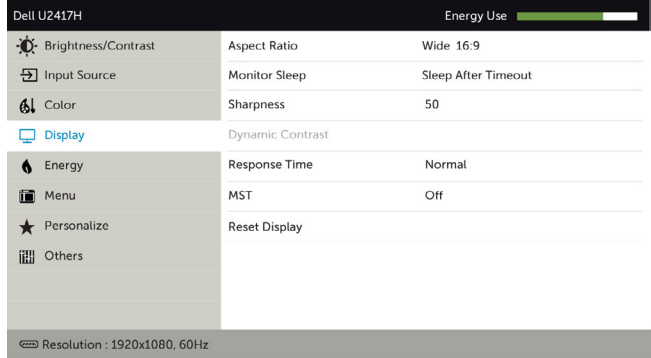 Dell U2417H Energy Use
Brightness/Contrast Aspect Ratio Wide 16:9
Input Source Monitor Sleep Sleep After Timeout
Color Sharpness 50
Display Dynamic Contrast
Energy Response Time Normal
Menu MST Off
Personalize Reset Display
Others
Resolution : 1920x1080, 60Hz